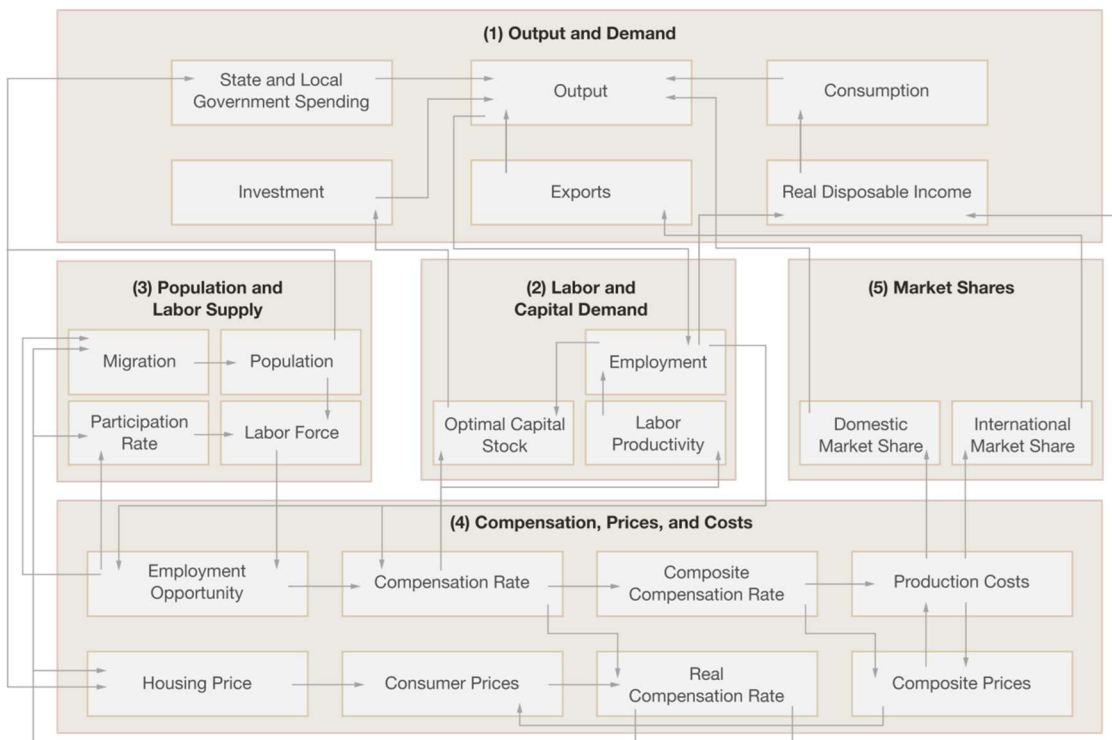 (1) Output and Demand
State and Local
Government Spending
Output
Consumption
Investment
Exports
Real Disposable Income
(3) Population and
Labor Supply
Migration
Population
Participation
Rate
Labor Force
(2) Labor and
Capital Demand
Employment
Optimal Capital
Stock
Labor
Productivity
(5) Market Shares
Domestic
Market Share
International
Market Share
(4) Compensation, Prices, and Costs
Employment
Opportunity
Compensation Rate
Composite
Compensation Rate
Production Costs
Housing Price
Consumer Prices
Real
Compensation Rate
Composite Prices